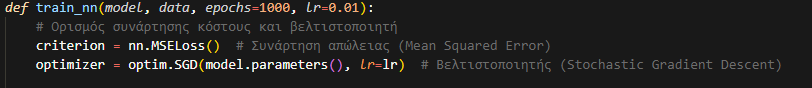 def train_nn(model, data, epochs=1000, lr=0.01):
    # Ορισμός συνάρτησης κόστους και βελτιστοποιητή
    criterion = nn.MSELoss()  # Συνάρτηση απώλειας (Mean Squared Error)
    optimizer = optim.SGD(model.parameters(), lr=lr)  # Βελτιστοποιητής (Stochastic Gradient Descent)